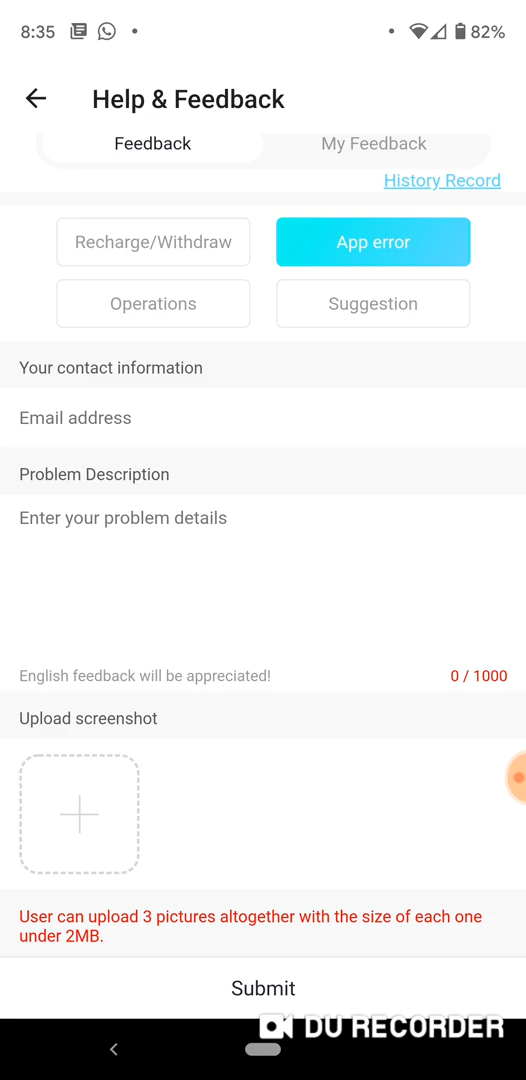 8:35
82%
Help & Feedback
Feedback
My Feedback
History Record
Recharge/Withdraw
App error
Operations
Suggestion
Your contact information
Email address
Problem Description
Enter your problem details
English feedback will be appreciated!
0 / 1000
Upload screenshot
User can upload 3 pictures altogether with the size of each one
under 2MB.
Submit
DU RECORDER